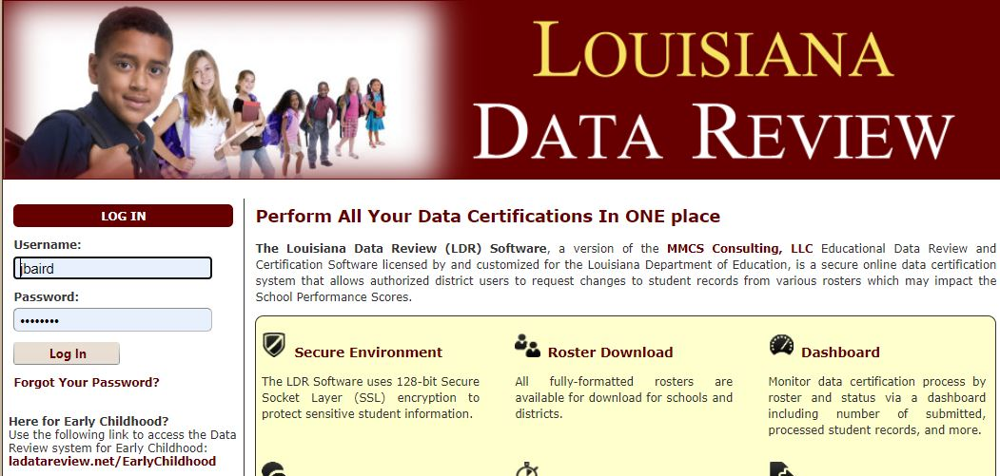 LOUISIANA
DATA REVIEW
LOG IN
Username:
jbaird
Password:
••••••••
Log In
Forgot Your Password?
Here for Early Childhood?
Use the following link to access the Data
Review system for Early Childhood:
ladatareview.net/EarlyChildhood
Perform All Your Data Certifications In ONE place
The Louisiana Data Review (LDR) Software, a version of the MMCS Consulting, LLC Educational Data Review and
Certification Software licensed by and customized for the Louisiana Department of Education, is a secure online data certification
system that allows authorized district users to request changes to student records from various rosters which may impact the
School Performance Scores.
Secure Environment
The LDR Software uses 128-bit Secure
Socket Layer (SSL) encryption to
protect sensitive student information.
Roster Download
All fully-formatted rosters are
available for download for schools and
districts.
Dashboard
Monitor data certification process by
roster and status via a dashboard
including number of submitted,
processed student records, and more.